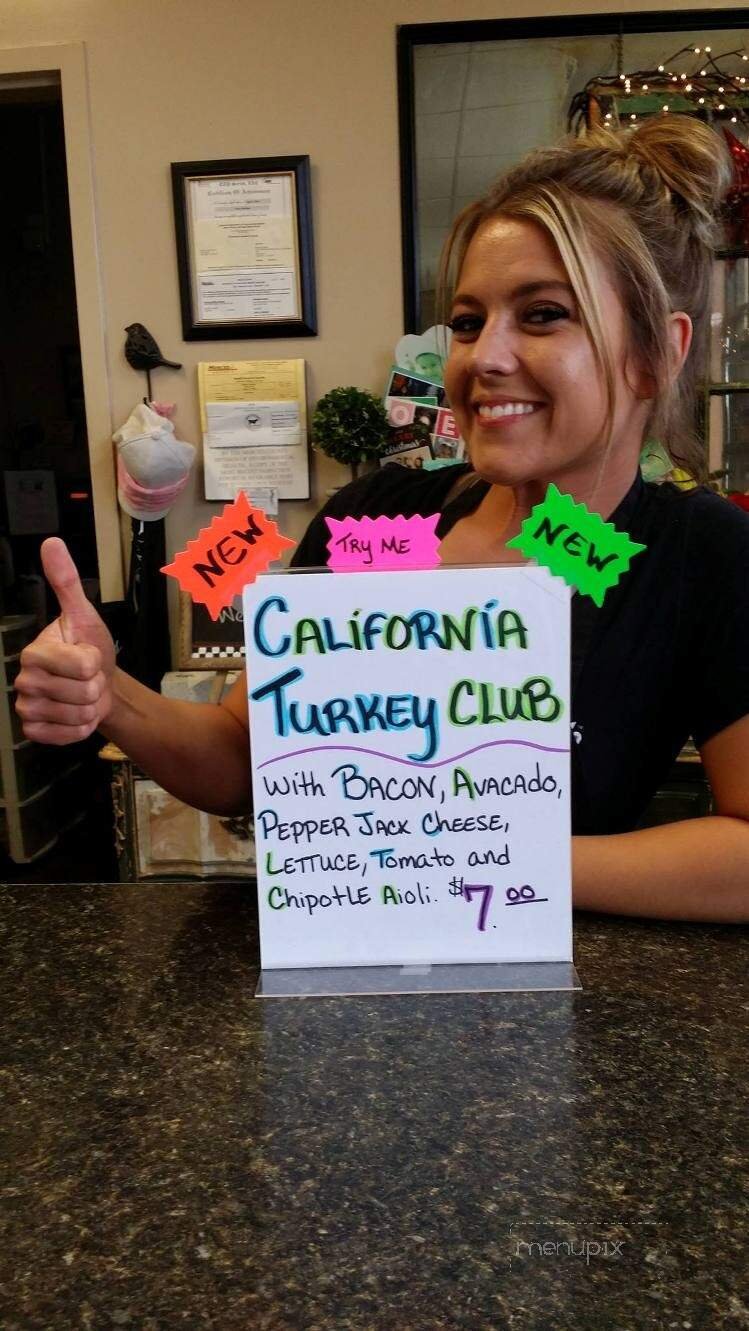 NEW
TRY ME
NEW
CALIFORNIA
TURKEY CLUB
With BACON, AVACADO,
PEPPER JACK CHEESE,
LETTUCE, Tomato and
ChipotLE Aioli. $7.00
menupix